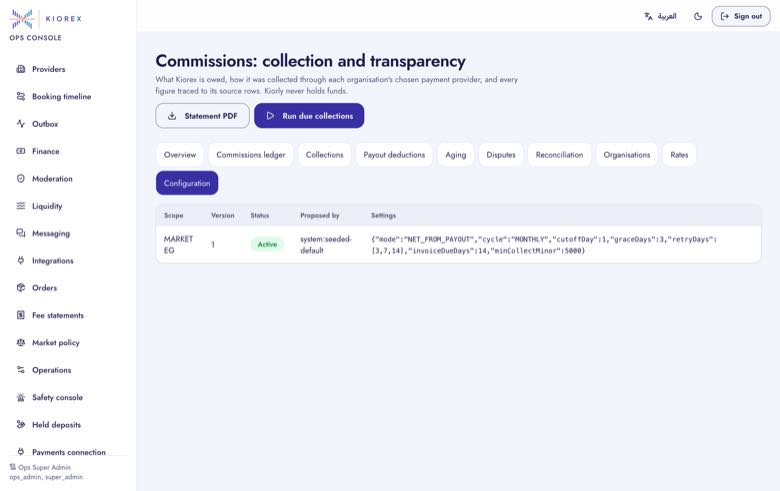 KIOREX
OPS CONSOLE
العربية
Sign out
Providers
Booking timeline
Outbox
Finance
Moderation
Liquidity
Messaging
Integrations
Orders
Fee statements
Market policy
Operations
Safety console
Held deposits
Payments connection
Ops Super Admin
ops_admin, super_admin
Commissions: collection and transparency
What Kiorex is owed, how it was collected through each organisation's chosen payment provider, and every
figure traced to its source rows. Kiorly never holds funds.
Statement PDF
Run due collections
Overview Commissions ledger Collections Payout deductions Aging Disputes Reconciliation Organisations Rates
Configuration
Scope Version Status Proposed by Settings
MARKET EG 1 Active system:seeded-default {"mode":"NET_FROM_PAYOUT","cycle":"MONTHLY","cutoffDay":1,"graceDays":3,"retryDays":
[3,7,14],"invoiceDueDays":14,"minCollectMinor":5000}